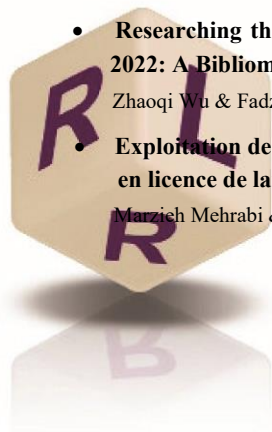 • Researching th
2022: A Bibliom
Zhaoqi Wu & Fadz
• Exploitation de
en licence de la
Marzieh Mehrabi &
R L
R